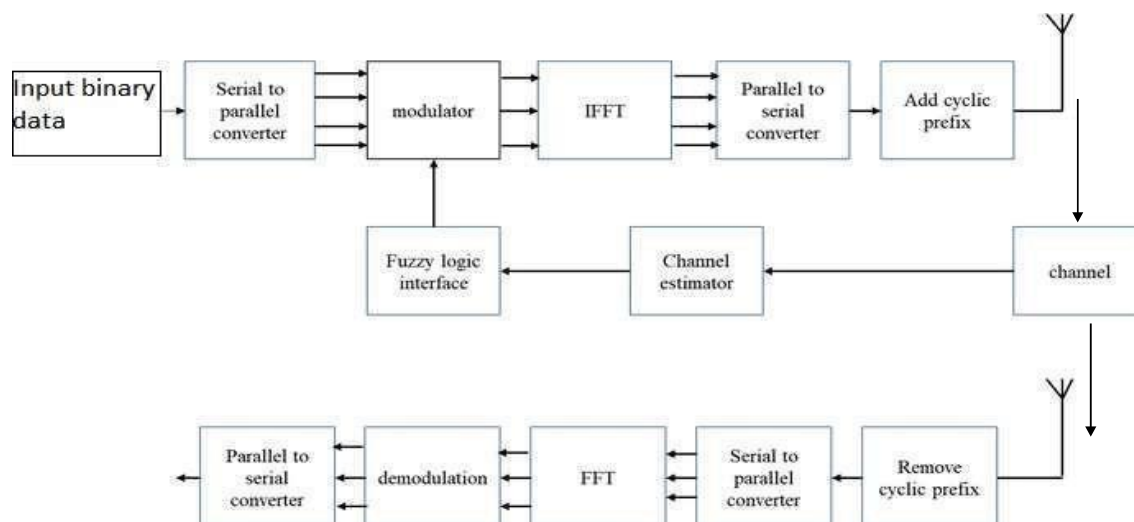 Input binary
data
Serial to
parallel
converter
modulator
IFFT
Parallel to
serial
converter
Add cyclic
prefix
Fuzzy logic
interface
Channel
estimator
channel
Parallel to
serial
converter
demodulation
FFT
Serial to
parallel
converter
Remove
cyclic prefix